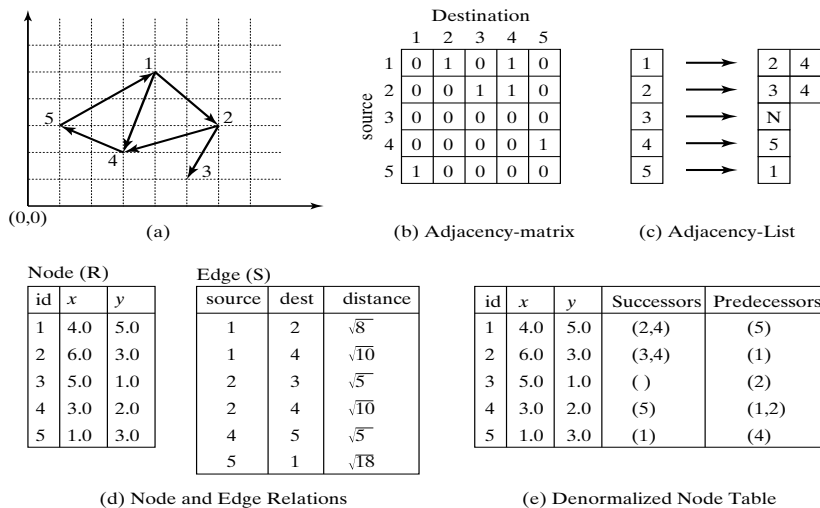 1
2
3
4
5
(0,0)
(a)
Destination
1 2 3 4 5
source
1 0 1 0 1 0
2 0 0 1 1 0
3 0 0 0 0 0
4 0 0 0 0 1
5 1 0 0 0 0
(b) Adjacency-matrix
1 2 4
2 3 4
3 N
4 5
5 1
(c) Adjacency-List
Node (R)
id x y
1 4.0 5.0
2 6.0 3.0
3 5.0 1.0
4 3.0 2.0
5 1.0 3.0
Edge (S)
source dest distance
1 2 √8
1 4 √10
2 3 √5
2 4 √10
4 5 √5
5 1 √18
(d) Node and Edge Relations
id x y Successors Predecessors
1 4.0 5.0 (2,4) (5)
2 6.0 3.0 (3,4) (1)
3 5.0 1.0 ( ) (2)
4 3.0 2.0 (5) (1,2)
5 1.0 3.0 (1) (4)
(e) Denormalized Node Table